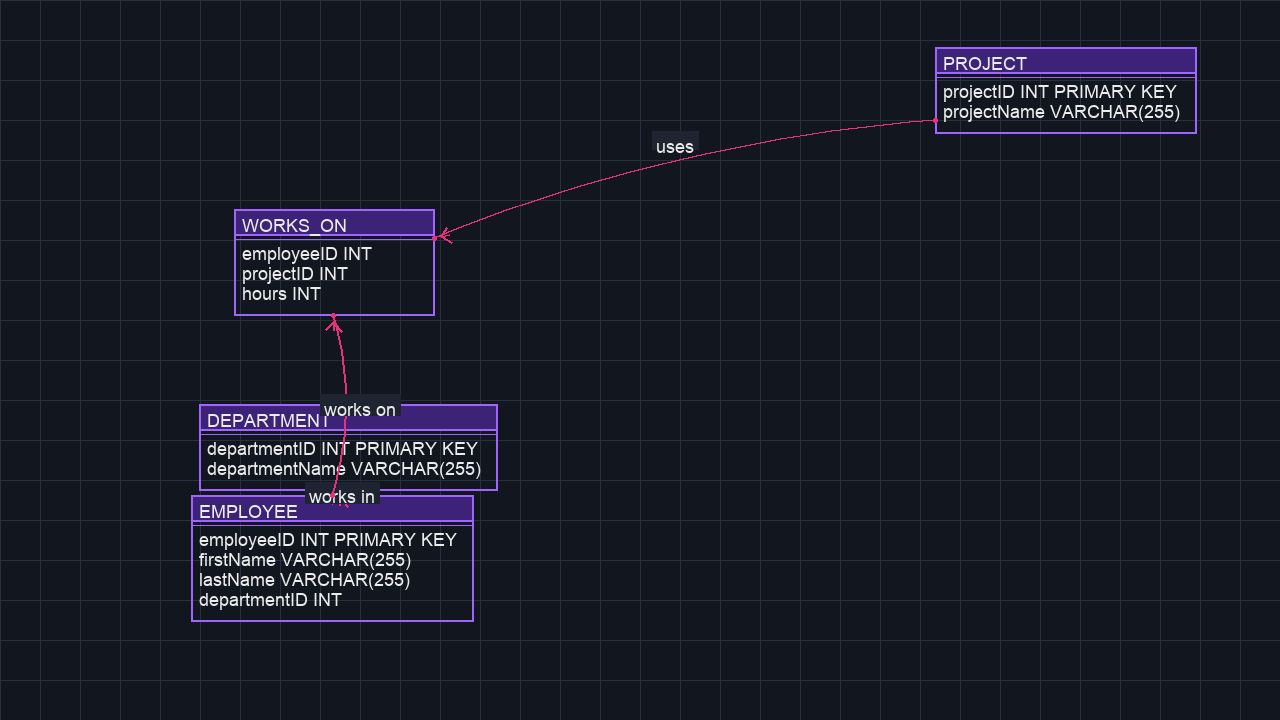 PROJECT
projectID INT PRIMARY KEY
projectName VARCHAR(255)
uses
WORKS_ON
employeeID INT
projectID INT
hours INT
works on
DEPARTMENT
departmentID INT PRIMARY KEY
departmentName VARCHAR(255)
works in
EMPLOYEE
employeeID INT PRIMARY KEY
firstName VARCHAR(255)
lastName VARCHAR(255)
departmentID INT